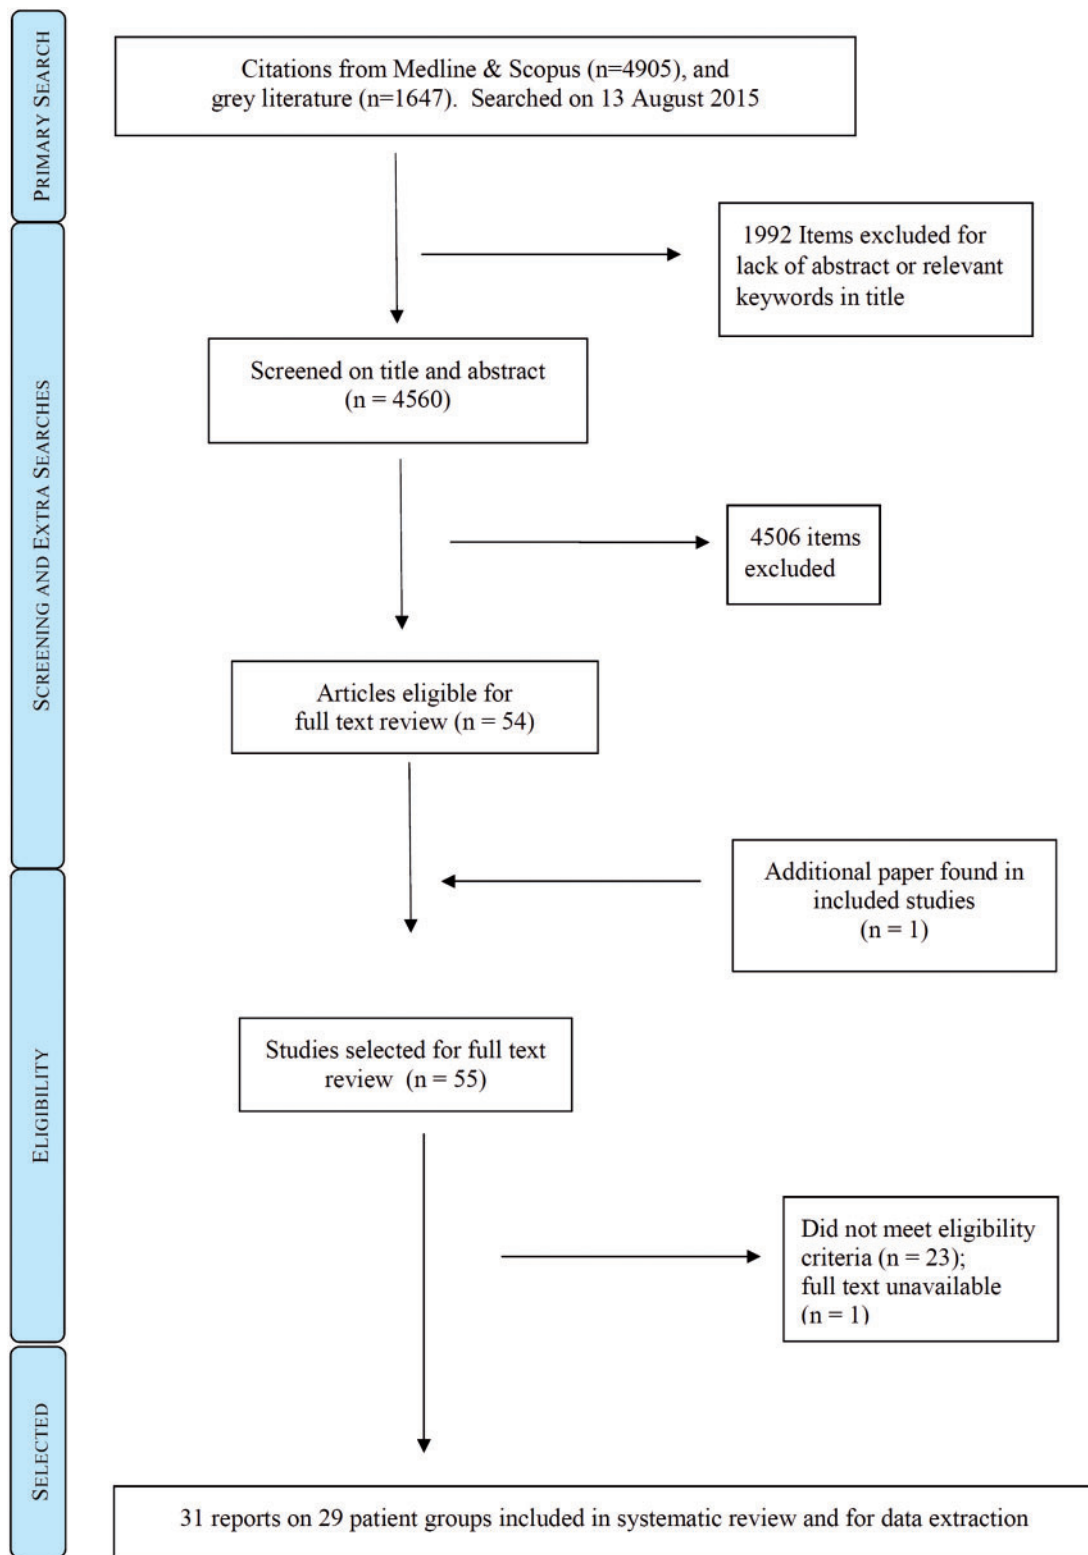 PRIMARY SEARCH
Citations from Medline & Scopus (n=4905), and
grey literature (n=1647). Searched on 13 August 2015
SCREENING AND EXTRA SEARCHES
1992 Items excluded for
lack of abstract or relevant
keywords in title
Screened on title and abstract
(n = 4560)
4506 items
excluded
Articles eligible for
full text review (n = 54)
ELIGIBILITY
Additional paper found in
included studies
(n = 1)
Studies selected for full text
review (n = 55)
Did not meet eligibility
criteria (n = 23);
full text unavailable
(n = 1)
SELECTED
31 reports on 29 patient groups included in systematic review and for data extraction